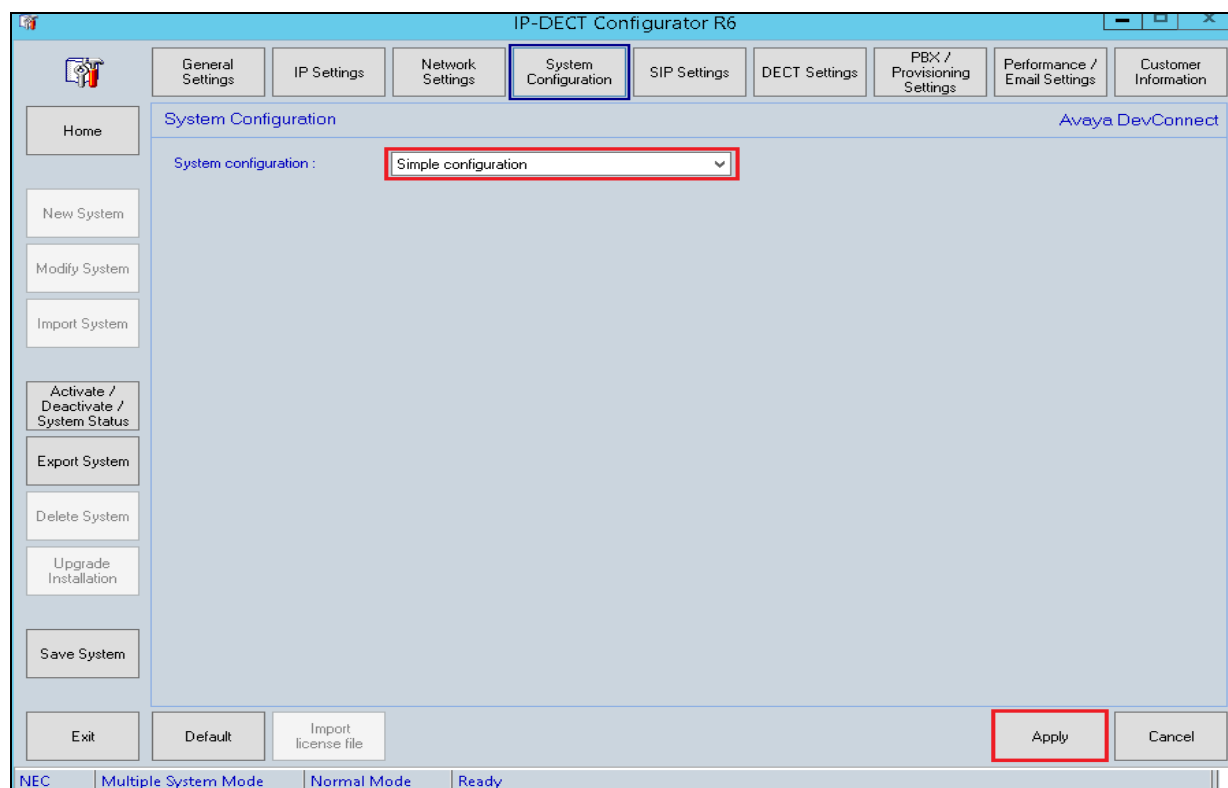 IP-DECT Configurator R6
General
Settings
IP Settings
Network
Settings
System
Configuration
SIP Settings
DECT Settings
PBX /
Provisioning
Settings
Performance /
Email Settings
Customer
Information
Home
System Configuration
Avaya DevConnect
System configuration :
Simple configuration
New System
Modify System
Import System
Activate /
Deactivate /
System Status
Export System
Delete System
Upgrade
Installation
Save System
Exit
Default
Import
license file
Apply
Cancel
NEC
Multiple System Mode
Normal Mode
Ready